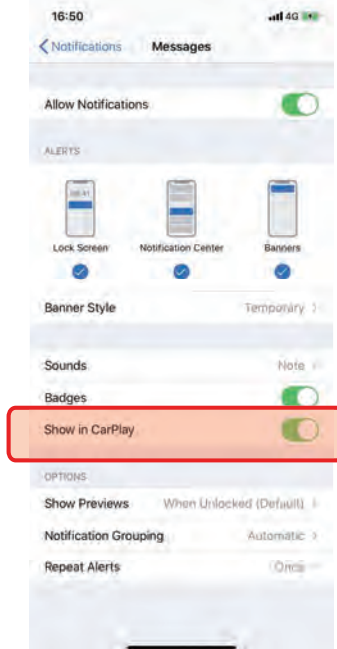 16:50 4G
Notifications Messages
Allow Notifications
ALERTS
Lock Screen Notification Center Banners
Banner Style Temporary
Sounds Note
Badges
Show in CarPlay
OPTIONS
Show Previews When Unlocked (Default)
Notification Grouping Automatic
Repeat Alerts Once